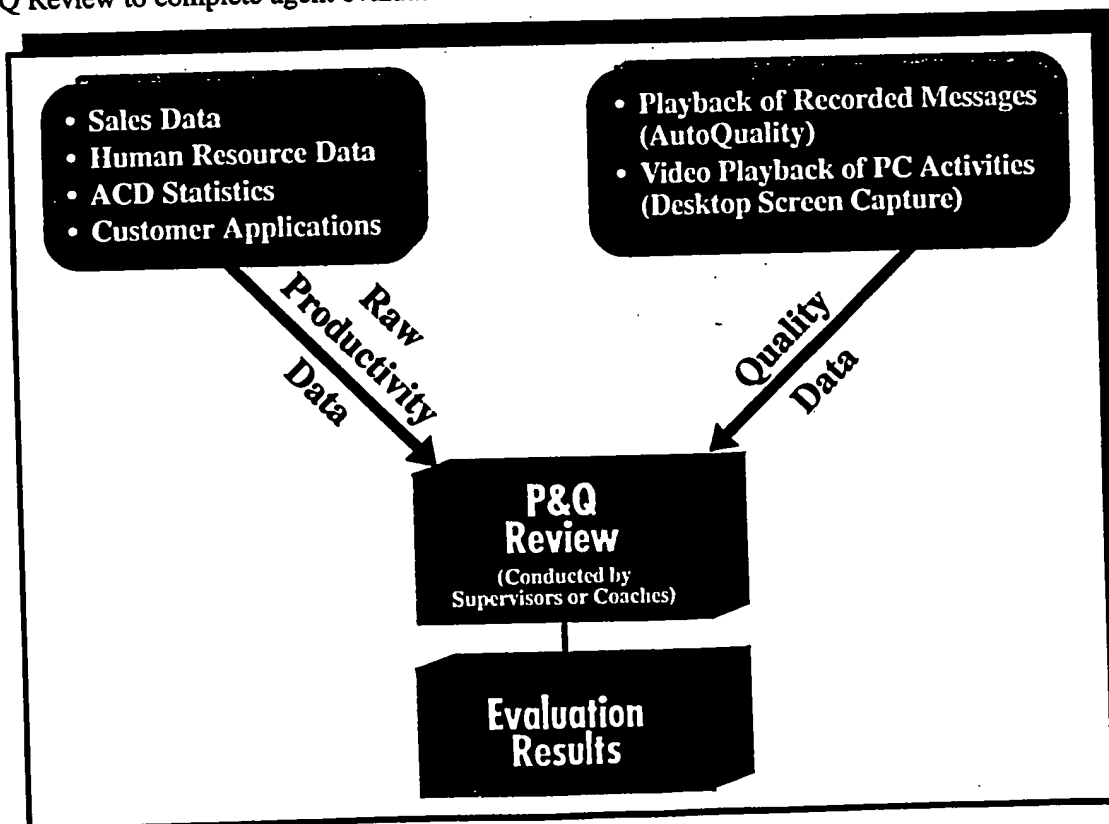 Q Review to complete agent
• Sales Data
• Human Resource Data
• ACD Statistics
• Customer Applications
• Playback of Recorded Messages
(AutoQuality)
• Video Playback of PC Activities
(Desktop Screen Capture)
Raw
Productivity
Data
Quality
Data
P&Q
Review
(Conducted by
Supervisors or Coaches)
Evaluation
Results